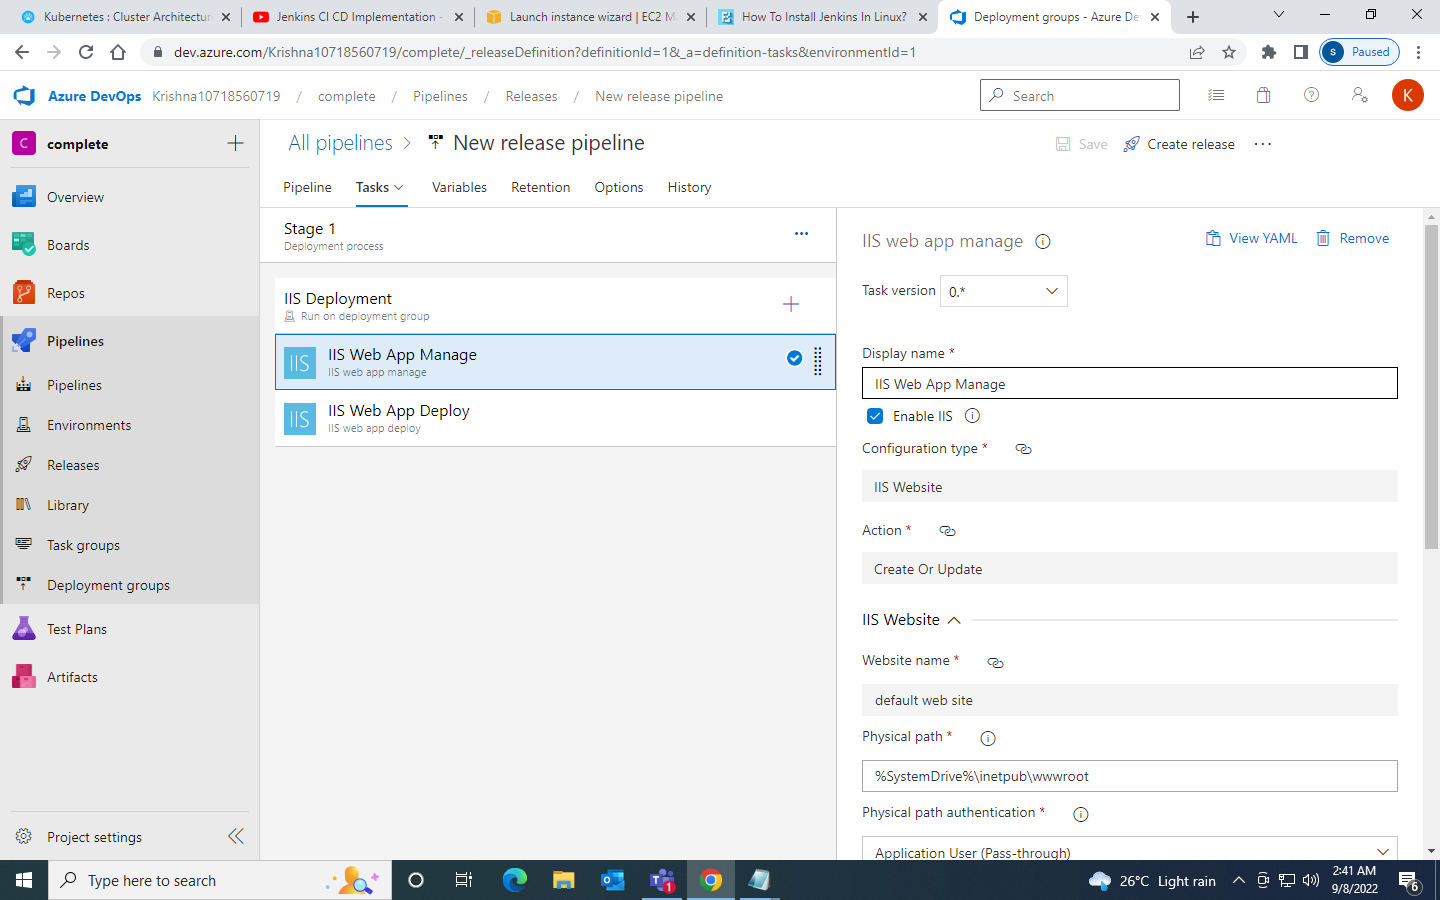 Kubernetes : Cluster Architectur
Jenkins CI CD Implementation -
Launch instance wizard | EC2 M
How To Install Jenkins In Linux?
Deployment groups - Azure De
dev.azure.com/Krishna10718560719/complete/_releaseDefinition?definitionId=1&_a=definition-tasks&environmentId=1
s Paused
Azure DevOps Krishna10718560719 / complete / Pipelines / Releases / New release pipeline
Search
K
C complete
All pipelines > New release pipeline
Save Create release ...
Pipeline Tasks Variables Retention Options History
Overview
Boards
Repos
Pipelines
Pipelines
Environments
Releases
Library
Task groups
Deployment groups
Test Plans
Artifacts
Project settings
Stage 1
Deployment process
IIS Deployment
Run on deployment group
IIS IIS Web App Manage
IIS web app manage
IIS IIS Web App Deploy
IIS web app deploy
IIS web app manage
View YAML Remove
Task version 0.*
Display name *
IIS Web App Manage
Enable IIS
Configuration type *
IIS Website
Action *
Create Or Update
IIS Website
Website name *
default web site
Physical path *
%SystemDrive%\inetpub\wwwroot
Physical path authentication *
Application User (Pass-through)
Type here to search
1
26°C Light rain
2:41 AM
9/8/2022
6